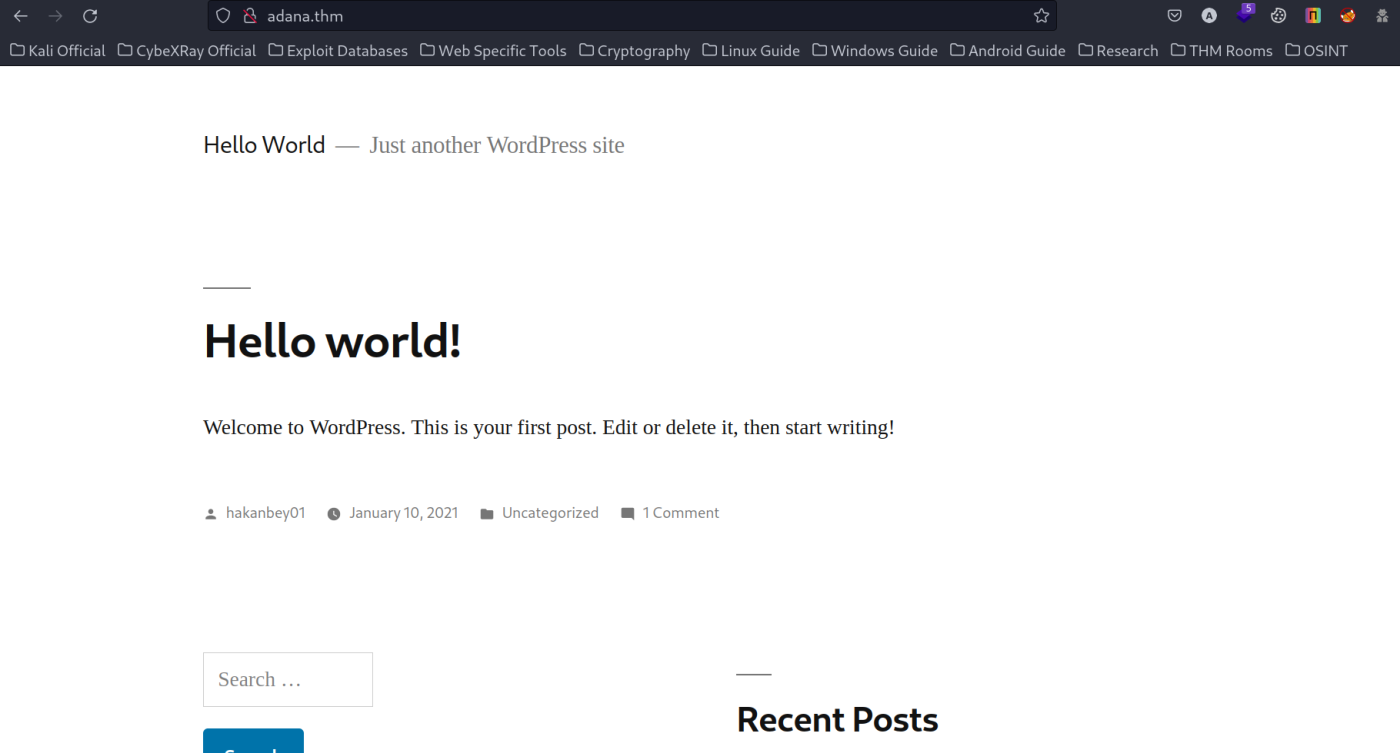 adana.thm
5
Kali Official CybeXRay Official Exploit Databases Web Specific Tools Cryptography Linux Guide Windows Guide Android Guide Research THM Rooms OSINT
Hello World — Just another WordPress site
Hello world!
Welcome to WordPress. This is your first post. Edit or delete it, then start writing!
hakanbey01 January 10, 2021 Uncategorized 1 Comment
Search …
Recent Posts